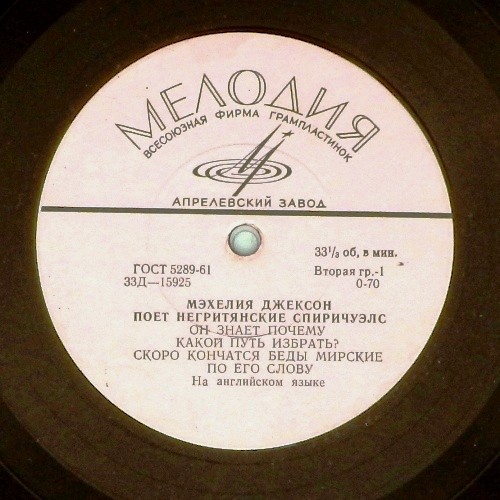 МЕЛОДИЯ
ВСЕСОЮЗНАЯ ФИРМА ГРАМПЛАСТИНОК
АПРЕЛЕВСКИЙ ЗАВОД
33⅓ об, в мин.
ГОСТ 5289-61
Вторая гр.-1
33Д—15925
0-70
МЭХЕЛИЯ ДЖЕКСОН
ПОЕТ НЕГРИТЯНСКИЕ СПИРИЧУЭЛС
ОН ЗНАЕТ ПОЧЕМУ
КАКОЙ ПУТЬ ИЗБРАТЬ?
СКОРО КОНЧАТСЯ БЕДЫ МИРСКИЕ
ПО ЕГО СЛОВУ
На английском языке